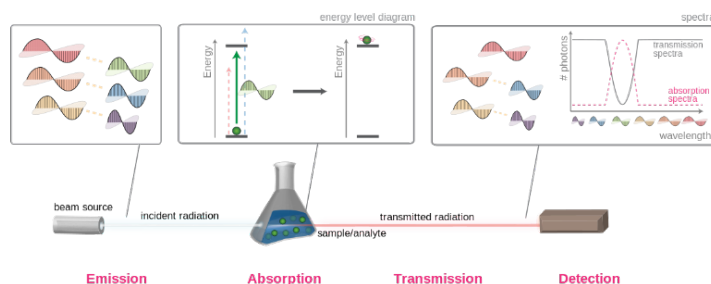 energy level diagram
spectra
Energy
Energy
# photons
transmission
spectra
absorption
spectra
wavelength
beam source
incident radiation
transmitted radiation
sample/analyte
Emission
Absorption
Transmission
Detection